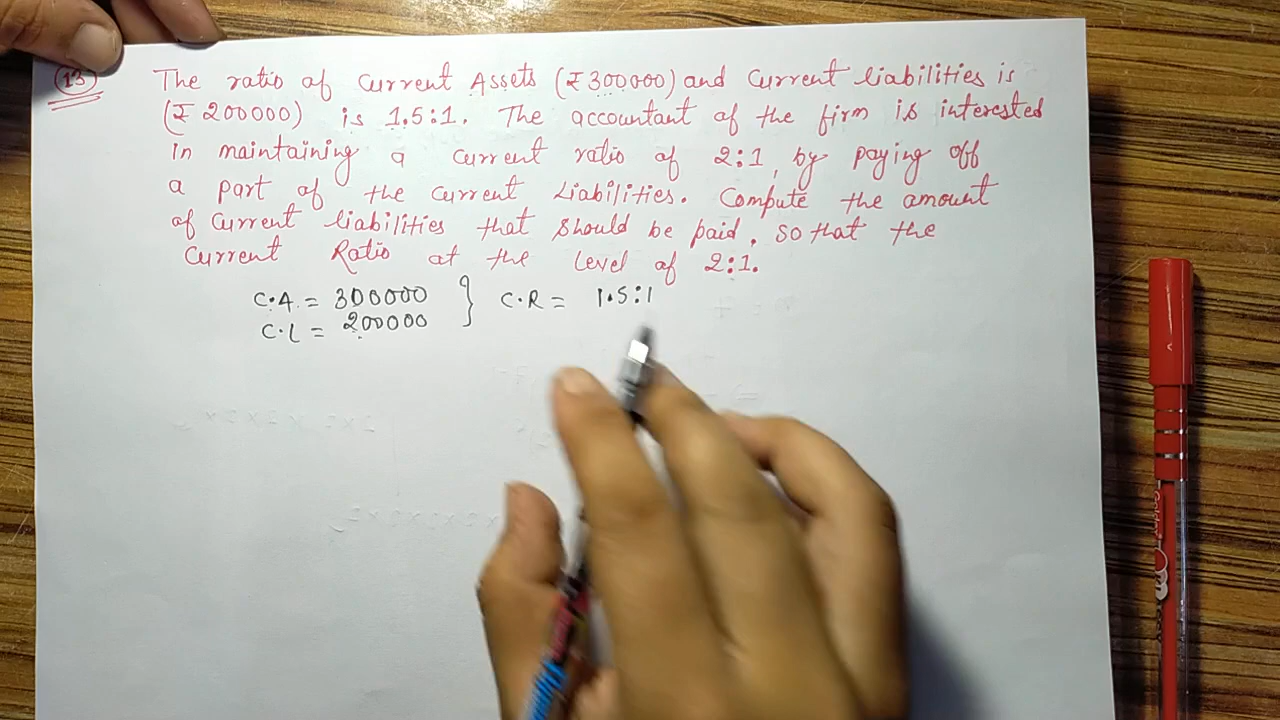 13 The ratio of Current Assets (₹300000) and Current liabilities is
(₹ 200000) is 1.5:1. The accountant of the firm is interested
in maintaining a current ratio of 2:1, by paying off
a part of the current Liabilities. Compute the amount
of Current liabilities that should be paid, so that the
Current Ratio at the level of 2:1.
C.A. = 300000 } C.R = 1.5:1
C.L = 200000